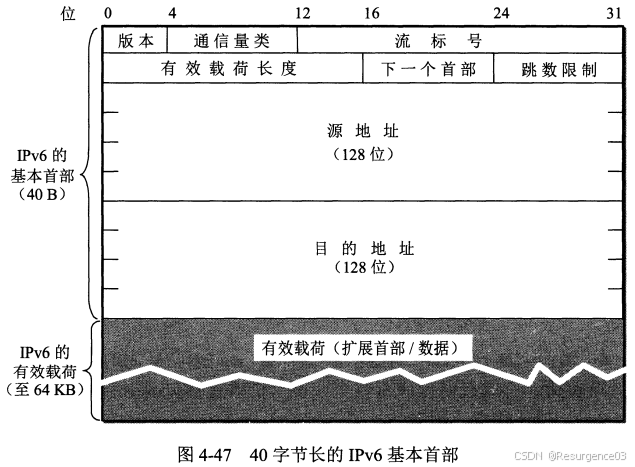 位 0 4 12 16 24 31
版本 通信量类 流标号
有效载荷长度 下一个首部 跳数限制
源地址
(128 位)
IPv6 的
基本首部
(40 B)
目的地址
(128 位)
IPv6 的
有效载荷
(至 64 KB)
有效载荷(扩展首部/数据)
图 4-47 40 字节长的 IPv6 基本首部
CSDN @Resurgence03